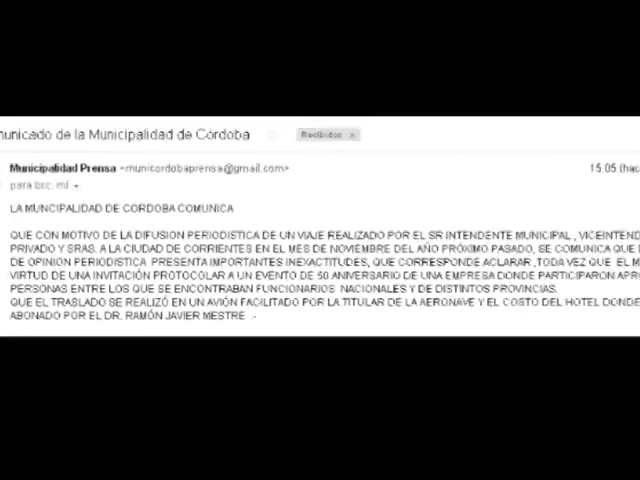 municado de la Municipalidad de Córdoba Recibidos x
Municipalidad Prensa <municordobaprensa@gmail.com> 15:05 (hac
para bcc: mí
LA MUNCIPALIDAD DE CORDOBA COMUNICA
QUE CON MOTIVO DE LA DIFUSION PERIODISTICA DE UN VIAJE REALIZADO POR EL SR INTENDENTE MUNICIPAL , VICEINTEND
PRIVADO Y SRAS. A LA CIUDAD DE CORRIENTES EN EL MES DE NOVIEMBRE DEL AÑO PRÓXIMO PASADO, SE COMUNICA QUE
DE OPINION PERIODISTICA PRESENTA IMPORTANTES INEXACTITUDES, QUE CORRESPONDE ACLARAR ,TODA VEZ QUE EL M
VIRTUD DE UNA INVITACIÓN PROTOCOLAR A UN EVENTO DE 50 ANIVERSARIO DE UNA EMPRESA DONDE PARTICIPARON APR
PERSONAS ENTRE LOS QUE SE ENCONTRABAN FUNCIONARIOS NACIONALES Y DE DISTINTOS PROVINCIAS.
QUE EL TRASLADO SE REALIZÓ EN UN AVIÓN FACILITADO POR LA TITULAR DE LA AERONAVE Y EL COSTO DEL HOTEL DONDE
ABONADO POR EL DR. RAMÓN JAVIER MESTRE .-